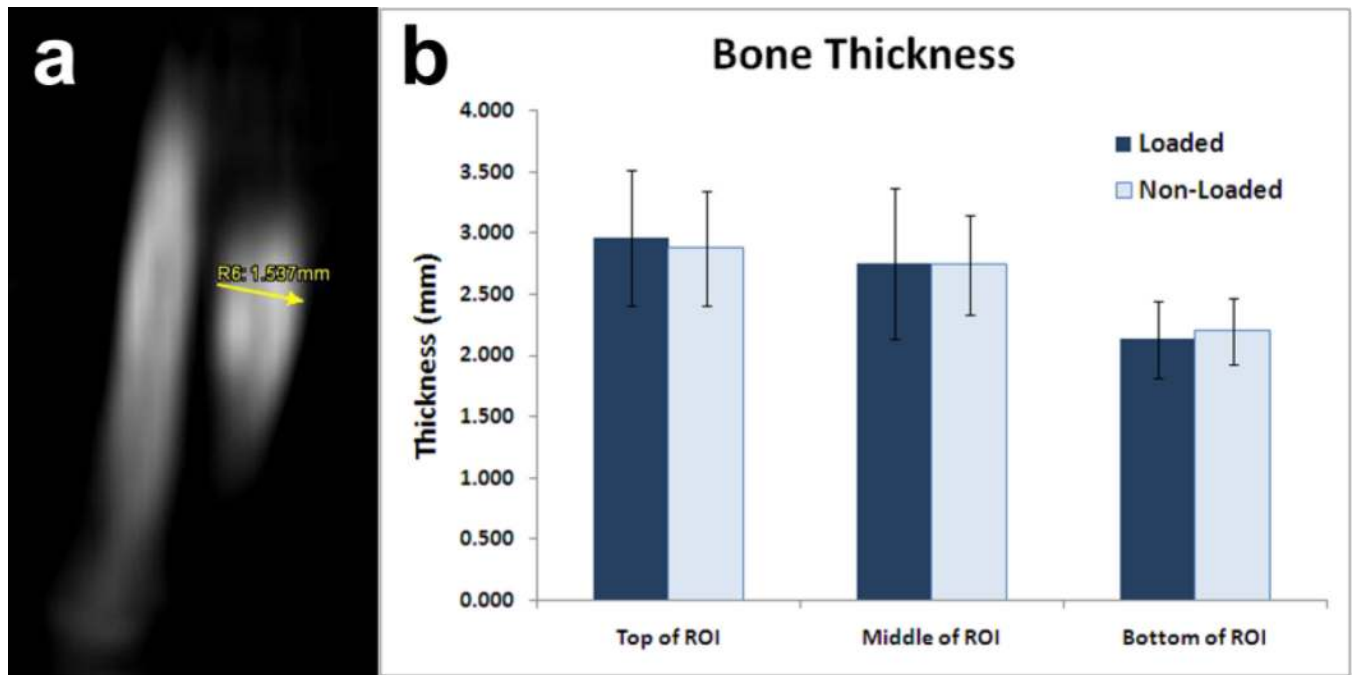 a
R6: 1.537mm
b
Bone Thickness
Thickness (mm)
4.000
3.500
3.000
2.500
2.000
1.500
1.000
0.500
0.000
Loaded
Non-Loaded
Top of ROI
Middle of ROI
Bottom of ROI